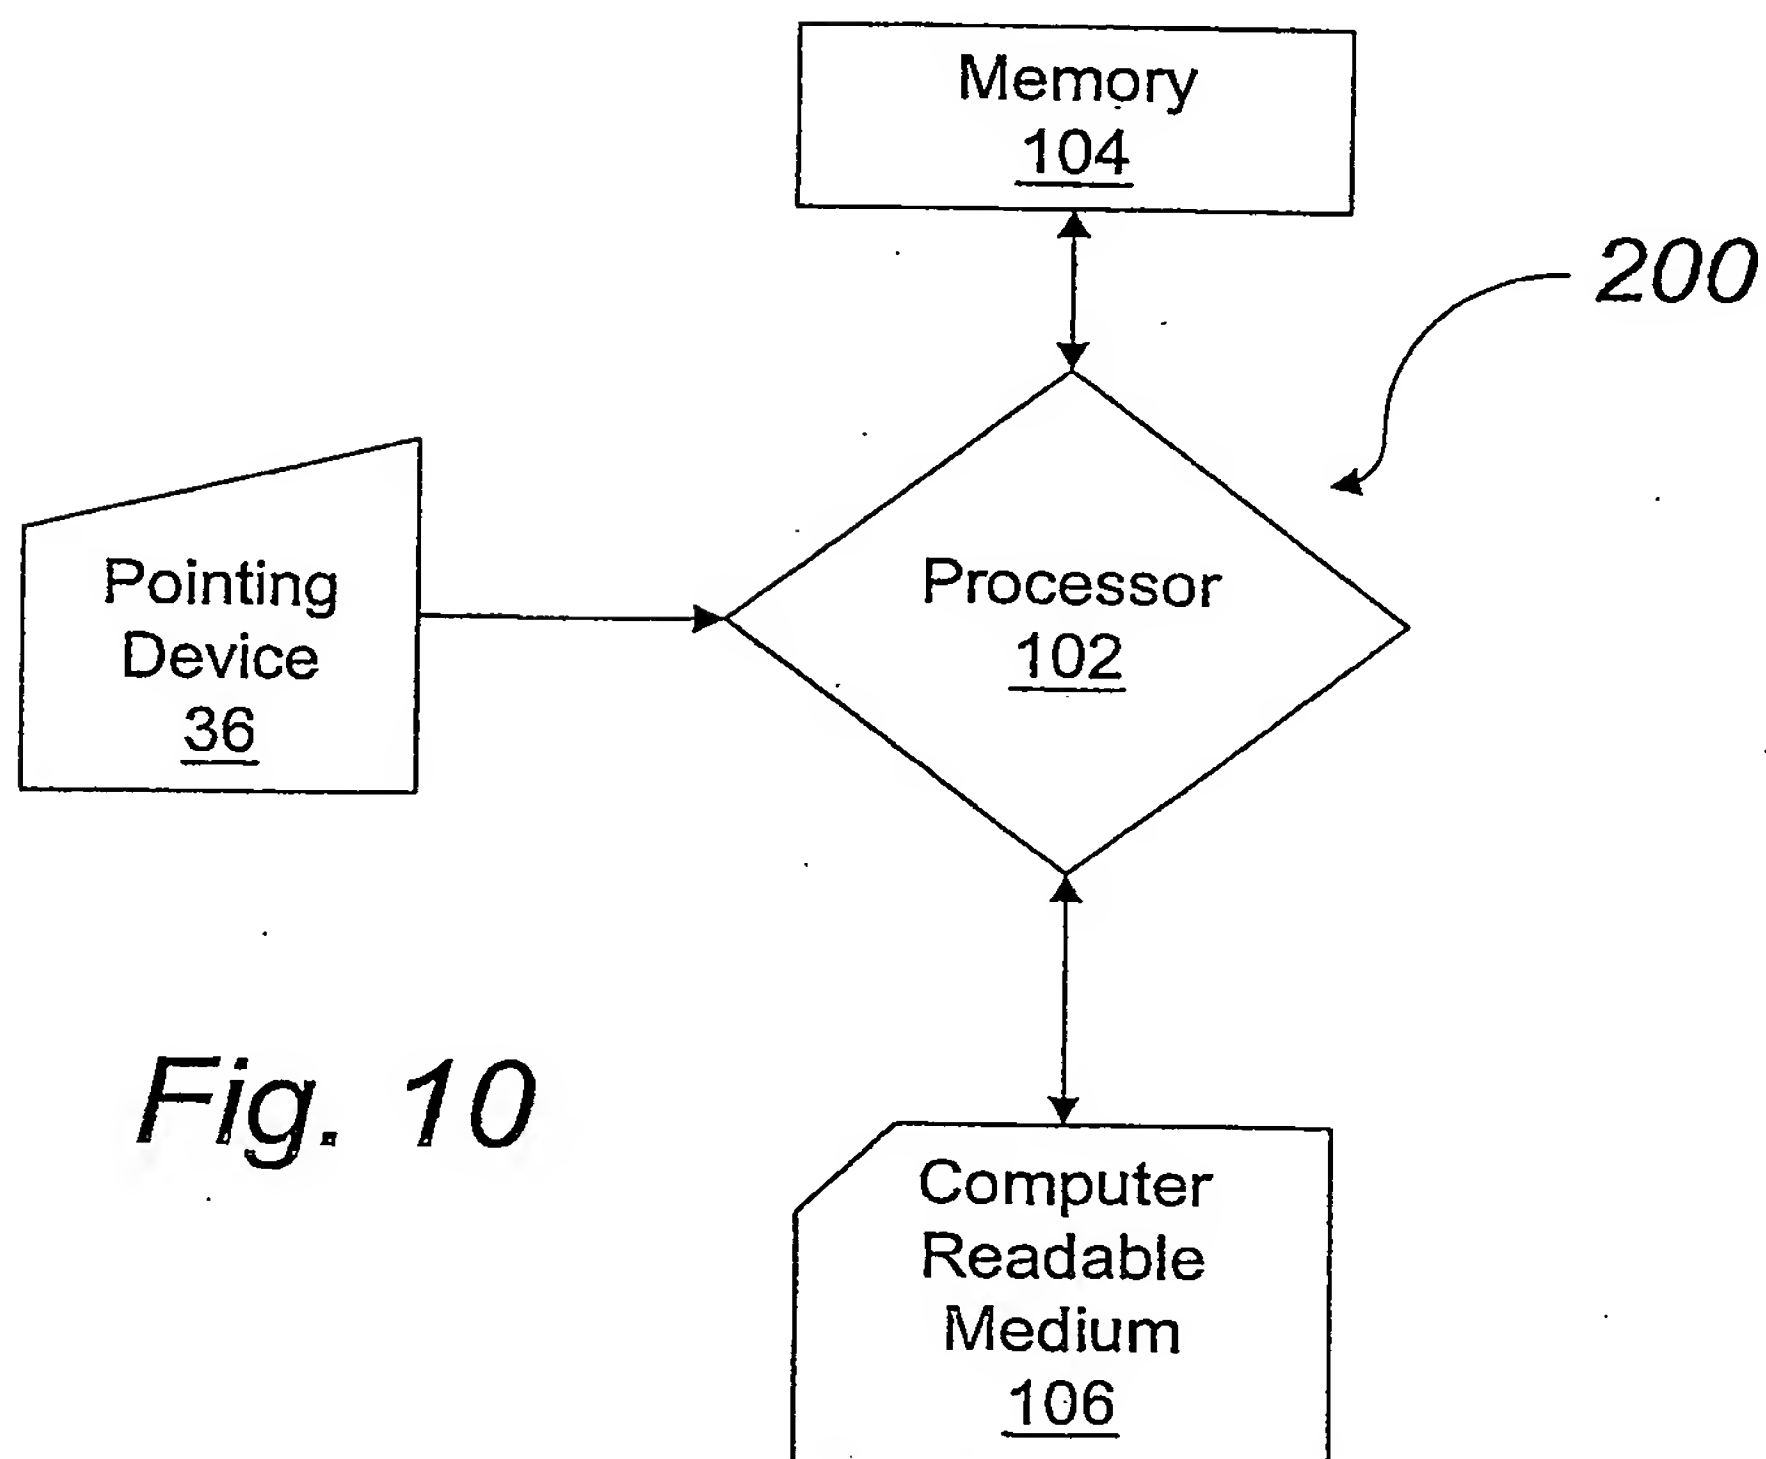 Memory
104
200
Pointing
Device
36
Processor
102
Fig. 10
Computer
Readable
Medium
106